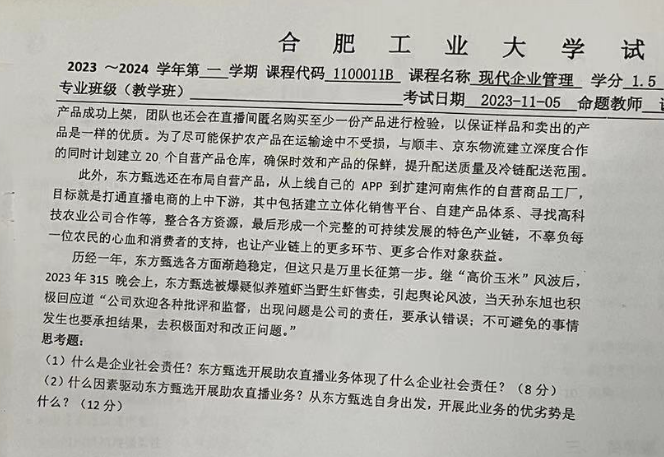 合肥工业大学试
2023 ～2024 学年第 一 学期 课程代码 1100011B 课程名称 现代企业管理 学分 1.5
专业班级（教学班） 考试日期 2023-11-05 命题教师
产品成功上架，团队也还会在直播间匿名购买至少一份产品进行检验，以保证样品和卖出的产
品是一样的优质。为了尽可能保护农产品在运输途中不受损，与顺丰、京东物流建立深度合作
的同时计划建立 20 个自营产品仓库，确保时效和产品的保鲜，提升配送质量及冷链配送范围。
此外，东方甄选还在布局自营产品，从上线自己的 APP 到扩建河南焦作的自营商品工厂，
目标就是打通直播电商的上中下游，其中包括建立立体化销售平台、自建产品体系、寻找高科
技农业公司合作等，整合各方资源，最后形成一个完整的可持续发展的特色产业链，不辜负每
一位农民的心血和消费者的支持，也让产业链上的更多环节、更多合作对象获益。
历经一年，东方甄选各方面渐趋稳定，但这只是万里长征第一步。继“高价玉米”风波后，
2023 年 315 晚会上，东方甄选被爆疑似养殖虾当野生虾售卖，引起舆论风波，当天孙东旭也积
极回应道“公司欢迎各种批评和监督，出现问题是公司的责任，要承认错误；不可避免的事情
发生也要承担结果，去积极面对和改正问题。”
思考题：
（1）什么是企业社会责任？东方甄选开展助农直播业务体现了什么企业社会责任？（8 分）
（2）什么因素驱动东方甄选开展助农直播业务？从东方甄选自身出发，开展此业务的优劣势是
什么？（12 分）